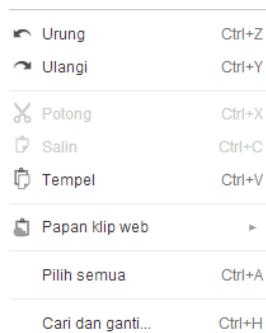 Urung Ctrl+Z
Ulangi Ctrl+Y
Potong Ctrl+X
Salin Ctrl+C
Tempel Ctrl+V
Papan klip web
Pilih semua Ctrl+A
Cari dan ganti... Ctrl+H